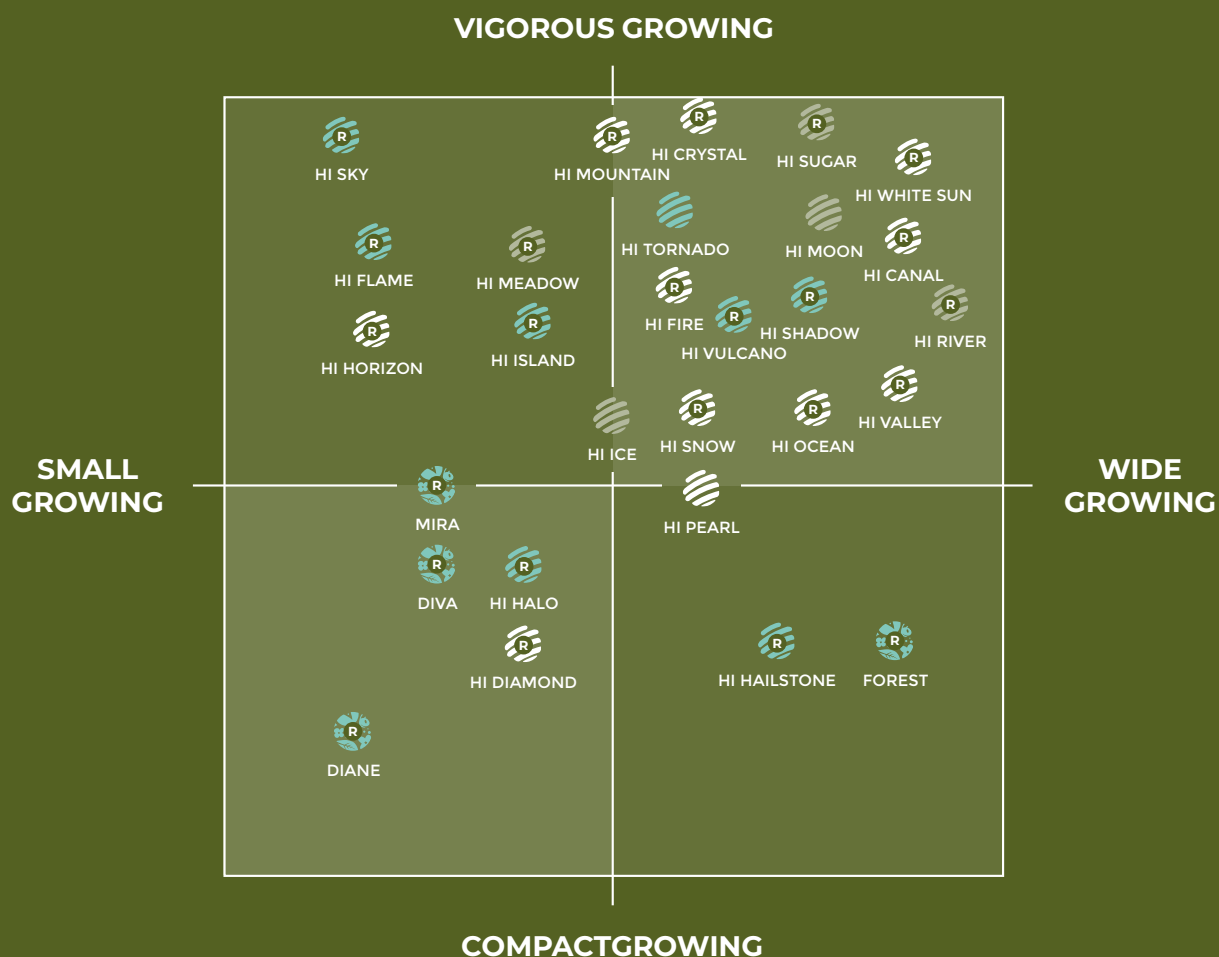 VIGOROUS GROWING
R
HI SKY
R
HI MOUNTAIN
R
HI CRYSTAL
R
HI SUGAR
R
HI WHITE SUN
R
HI FLAME
R
HI MEADOW
HI TORNADO
HI MOON
R
HI CANAL
R
HI HORIZON
R
HI ISLAND
R
HI FIRE
R
HI VULCANO
R
HI SHADOW
R
HI RIVER
HI ICE
R
HI SNOW
R
HI OCEAN
R
HI VALLEY
SMALL
GROWING
WIDE
GROWING
R
MIRA
HI PEARL
R
DIVA
R
HI HALO
R
HI DIAMOND
R
HI HAILSTONE
R
FOREST
R
DIANE
COMPACTGROWING